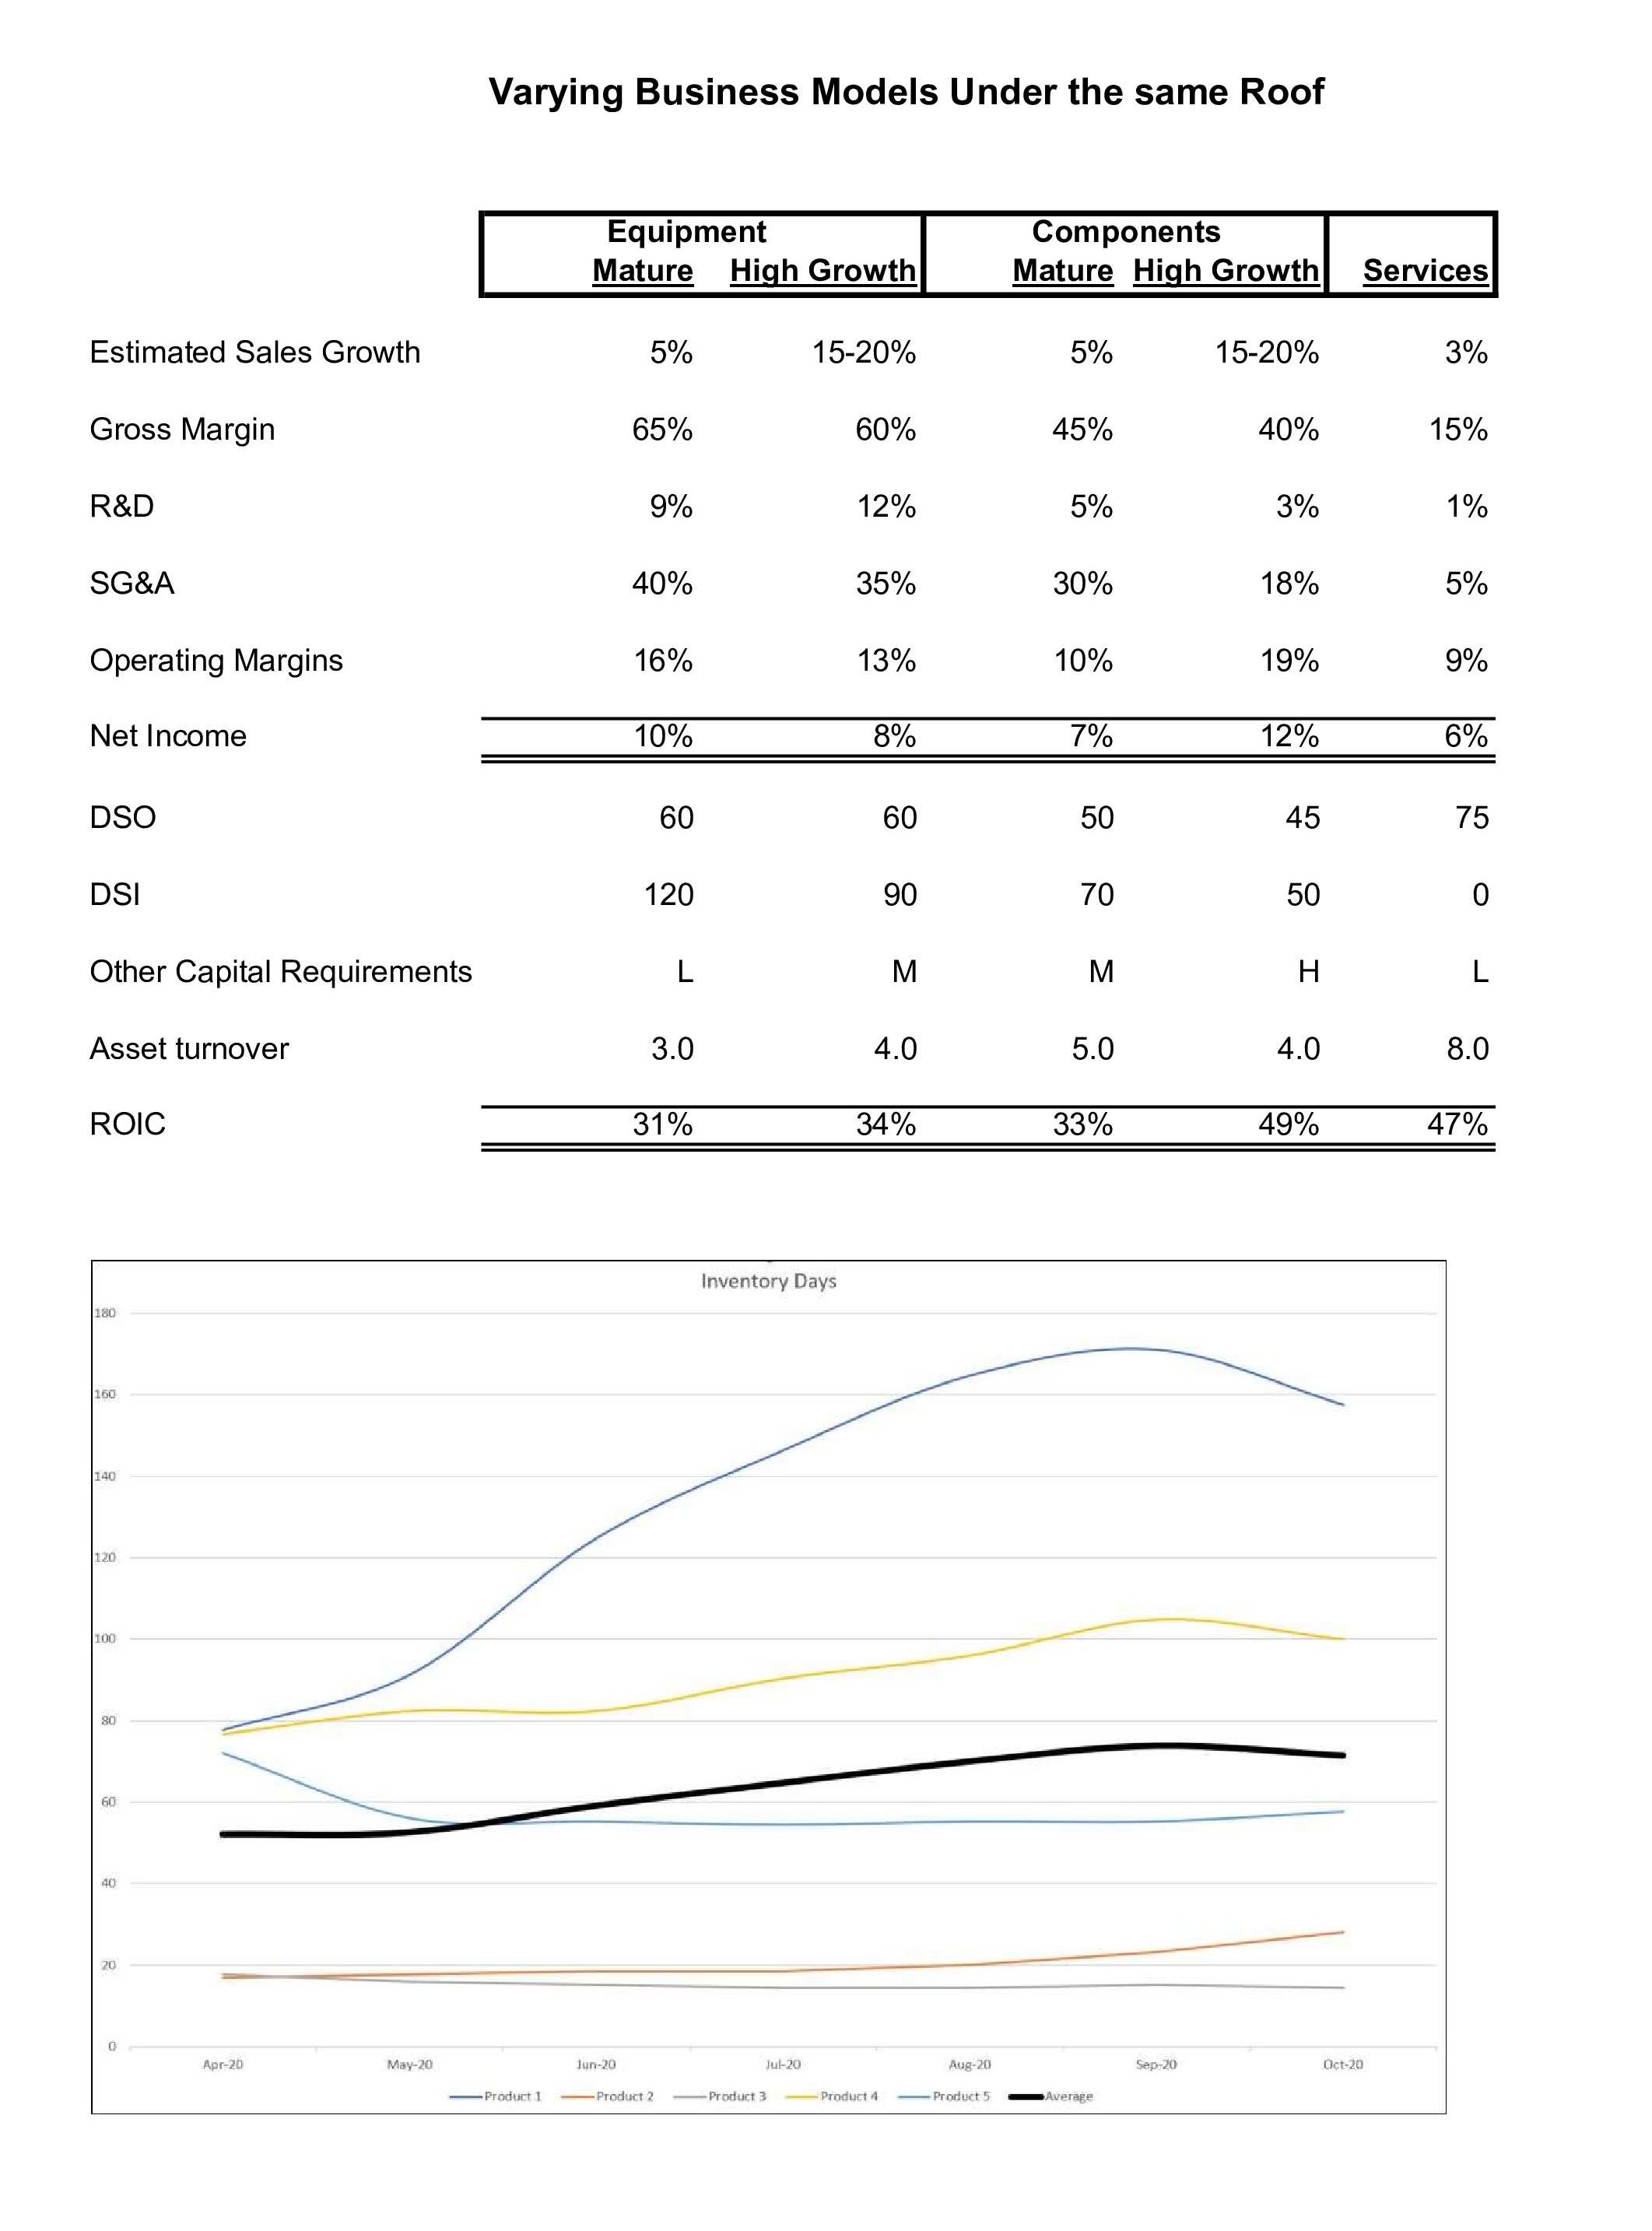 Varying Business Models Under the same Roof
Equipment Components
Mature High Growth Mature High Growth Services
Estimated Sales Growth 5% 15-20% 5% 15-20% 3%
Gross Margin 65% 60% 45% 40% 15%
R&D 9% 12% 5% 3% 1%
SG&A 40% 35% 30% 18% 5%
Operating Margins 16% 13% 10% 19% 9%
Net Income 10% 8% 7% 12% 6%
DSO 60 60 50 45 75
DSI 120 90 70 50 0
Other Capital Requirements L M M H L
Asset turnover 3.0 4.0 5.0 4.0 8.0
ROIC 31% 34% 33% 49% 47%
Inventory Days
180
160
140
120
100
80
60
40
20
0
Apr-20 May-20 Jun-20 Jul-20 Aug-20 Sep-20 Oct-20
Product 1 Product 2 Product 3 Product 4 Product 5 Average